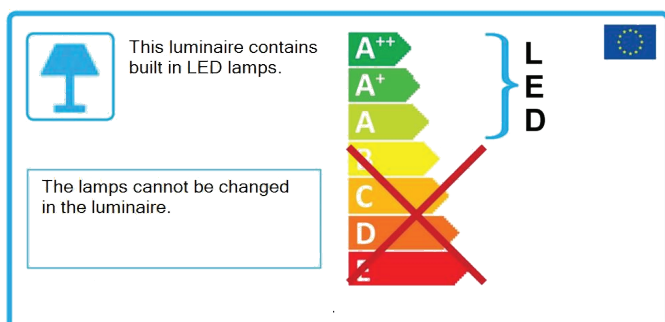 This luminaire contains
built in LED lamps.
The lamps cannot be changed
in the luminaire.
A++
A+
A
B
C
D
E
L
E
D